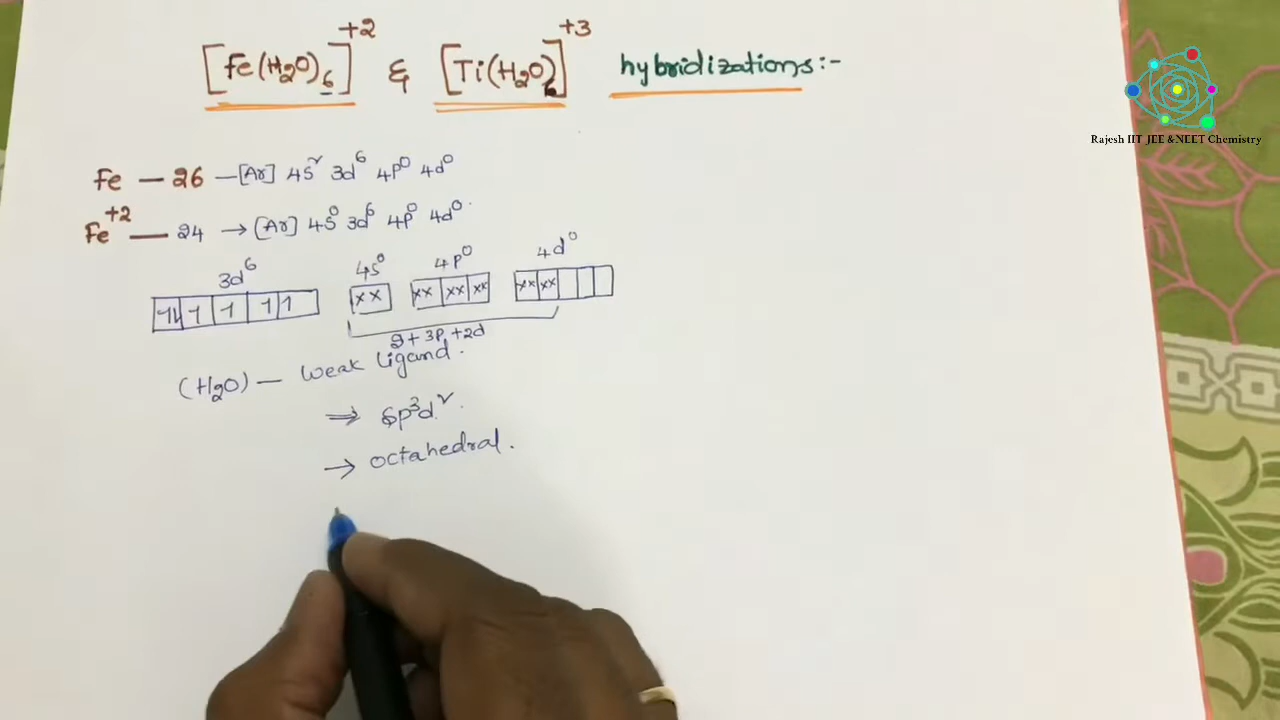 [Fe(H₂O)₆]⁺² & [Ti(H₂O)₆]⁺³ hybridizations:-
Rajesh IIT JEE &NEET Chemistry
Fe — 26 — [Ar] 4s² 3d⁶ 4p⁰ 4d⁰
Fe⁺² — 24 → [Ar] 4s⁰ 3d⁶ 4p⁰ 4d⁰.
3d⁶ 4s⁰ 4p⁰ 4d⁰
1⇂ 1 1 1 1 xx xx xx xx xx xx
s + 3p + 2d
(H₂O) — weak ligand.
⇒ sp³d².
→ octahedral.